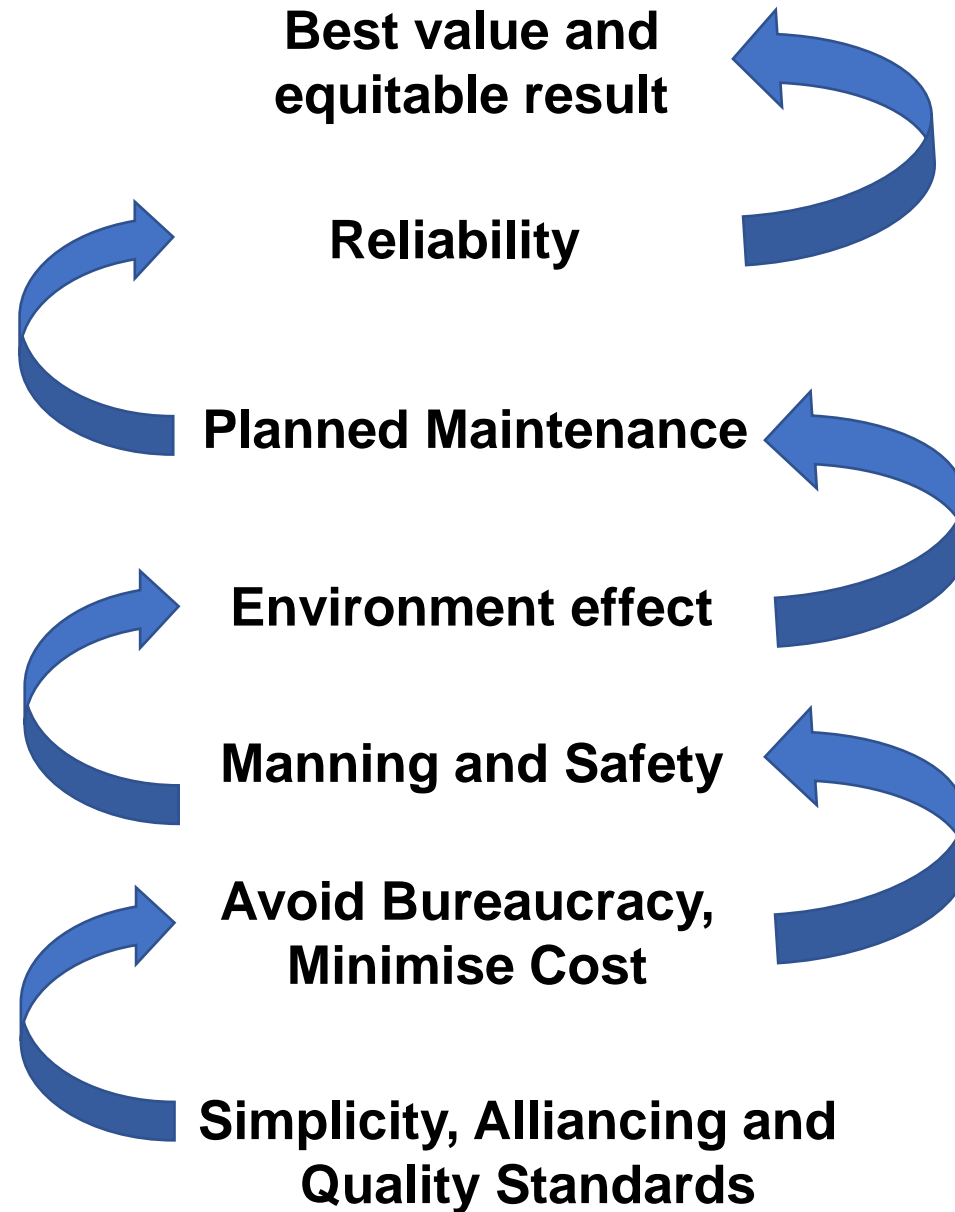 Best value and
equitable result
Reliability
Planned Maintenance
Environment effect
Manning and Safety
Avoid Bureaucracy,
Minimise Cost
Simplicity, Alliancing and
Quality Standards